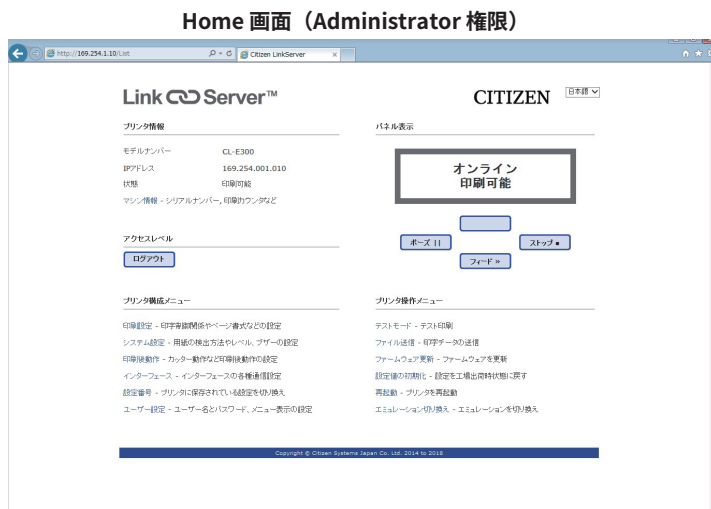 Home 画面（Administrator 権限）
http://169.254.1.10/List
Citizen LinkServer
Link Server™
CITIZEN
日本語
プリンタ情報
パネル表示
モデルナンバー CL-E300
IPアドレス 169.254.001.010
状態 印刷可能
マシン情報 - シリアルナンバー, 印刷カウンタなど
オンライン
印刷可能
ポーズ
ストップ
フィード »
アクセスレベル
ログアウト
プリンタ構成メニュー
プリンタ操作メニュー
印刷設定 - 印字制御関係やページ書式などの設定
テストモード - テスト印刷
システム設定 - 用紙の検出方法やレベル, ブザーの設定
ファイル送信 - 印字データの送信
印刷後動作 - カッター動作など印刷後動作の設定
ファームウェア更新 - ファームウェアを更新
インターフェース - インターフェースの各種通信設定
設定値の初期化 - 設定を工場出荷時状態に戻す
設定番号 - プリンタに保存されている設定を切り換え
再起動 - プリンタを再起動
ユーザー設定 - ユーザー名とパスワード、メニュー表示の設定
エミュレーション切り換え - エミュレーションを切り換え
Copyright © Citizen Systems Japan Co. Ltd. 2014 to 2018